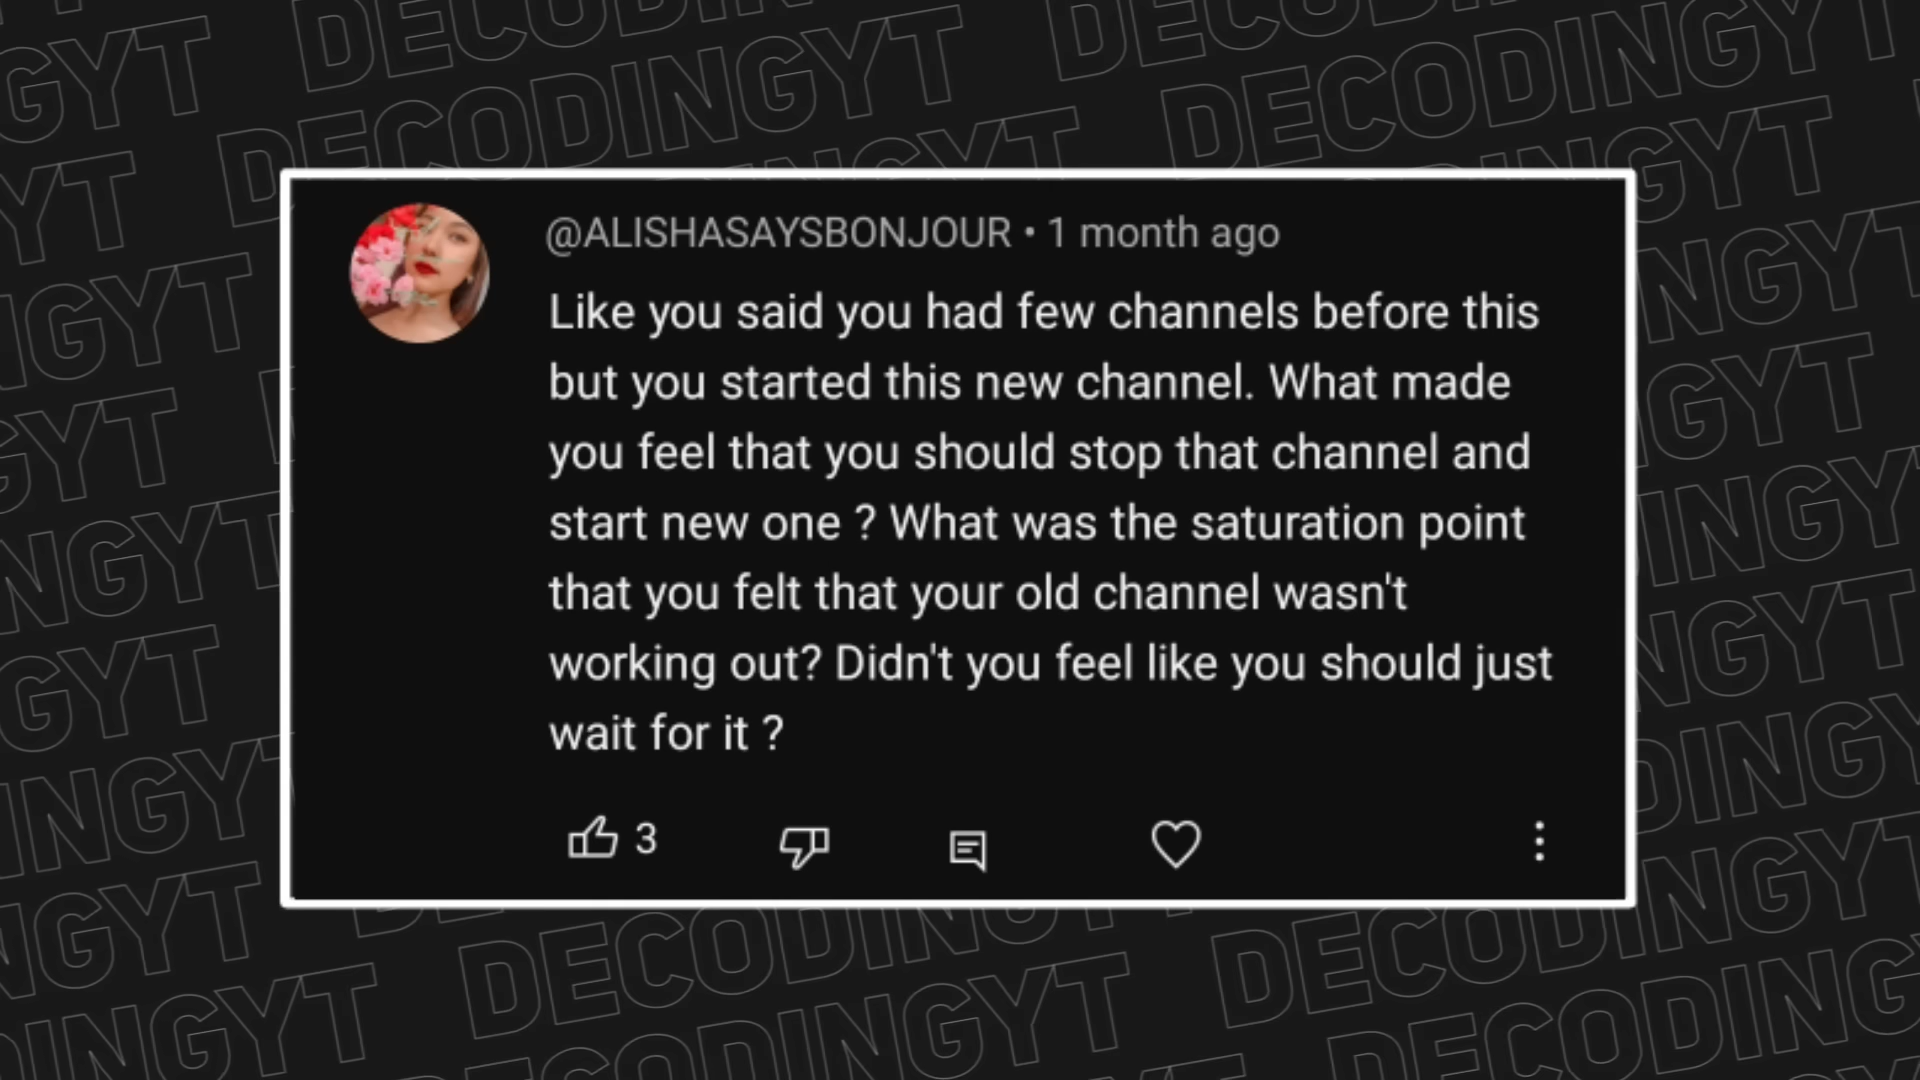 DECODINGYT
@ALISHASAYSBONJOUR • 1 month ago
Like you said you had few channels before this
but you started this new channel. What made
you feel that you should stop that channel and
start new one ? What was the saturation point
that you felt that your old channel wasn't
working out? Didn't you feel like you should just
wait for it ?
3
DECODINGYT